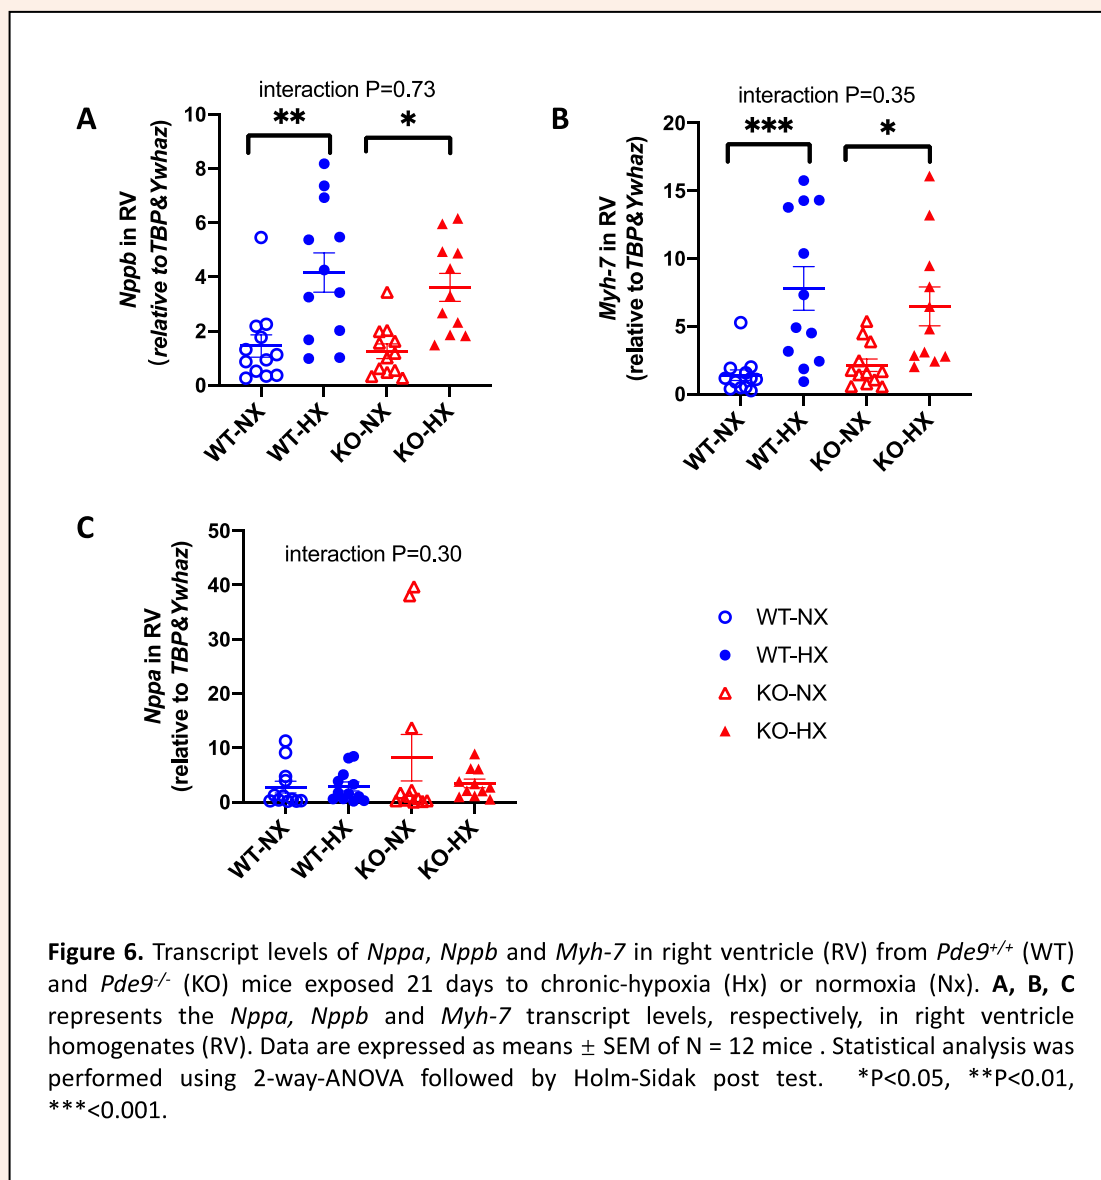 A
interaction P=0.73
**
*
Nppb in RV
(relative toTBP&Ywhaz)
10
8
6
4
2
0
WT-NX
WT-HX
KO-NX
KO-HX
B
interaction P=0.35
***
*
Myh-7 in RV
(relative toTBP&Ywhaz)
20
15
10
5
0
WT-NX
WT-HX
KO-NX
KO-HX
C
interaction P=0.30
Nppa in RV
(relative to TBP&Ywhaz)
50
40
30
20
10
0
WT-NX
WT-HX
KO-NX
KO-HX
WT-NX
WT-HX
KO-NX
KO-HX
Figure 6. Transcript levels of Nppa, Nppb and Myh-7 in right ventricle (RV) from Pde9+/+ (WT)
and Pde9-/- (KO) mice exposed 21 days to chronic-hypoxia (Hx) or normoxia (Nx). A, B, C
represents the Nppa, Nppb and Myh-7 transcript levels, respectively, in right ventricle
homogenates (RV). Data are expressed as means ± SEM of N = 12 mice . Statistical analysis was
performed using 2-way-ANOVA followed by Holm-Sidak post test. *P<0.05, **P<0.01,
***<0.001.